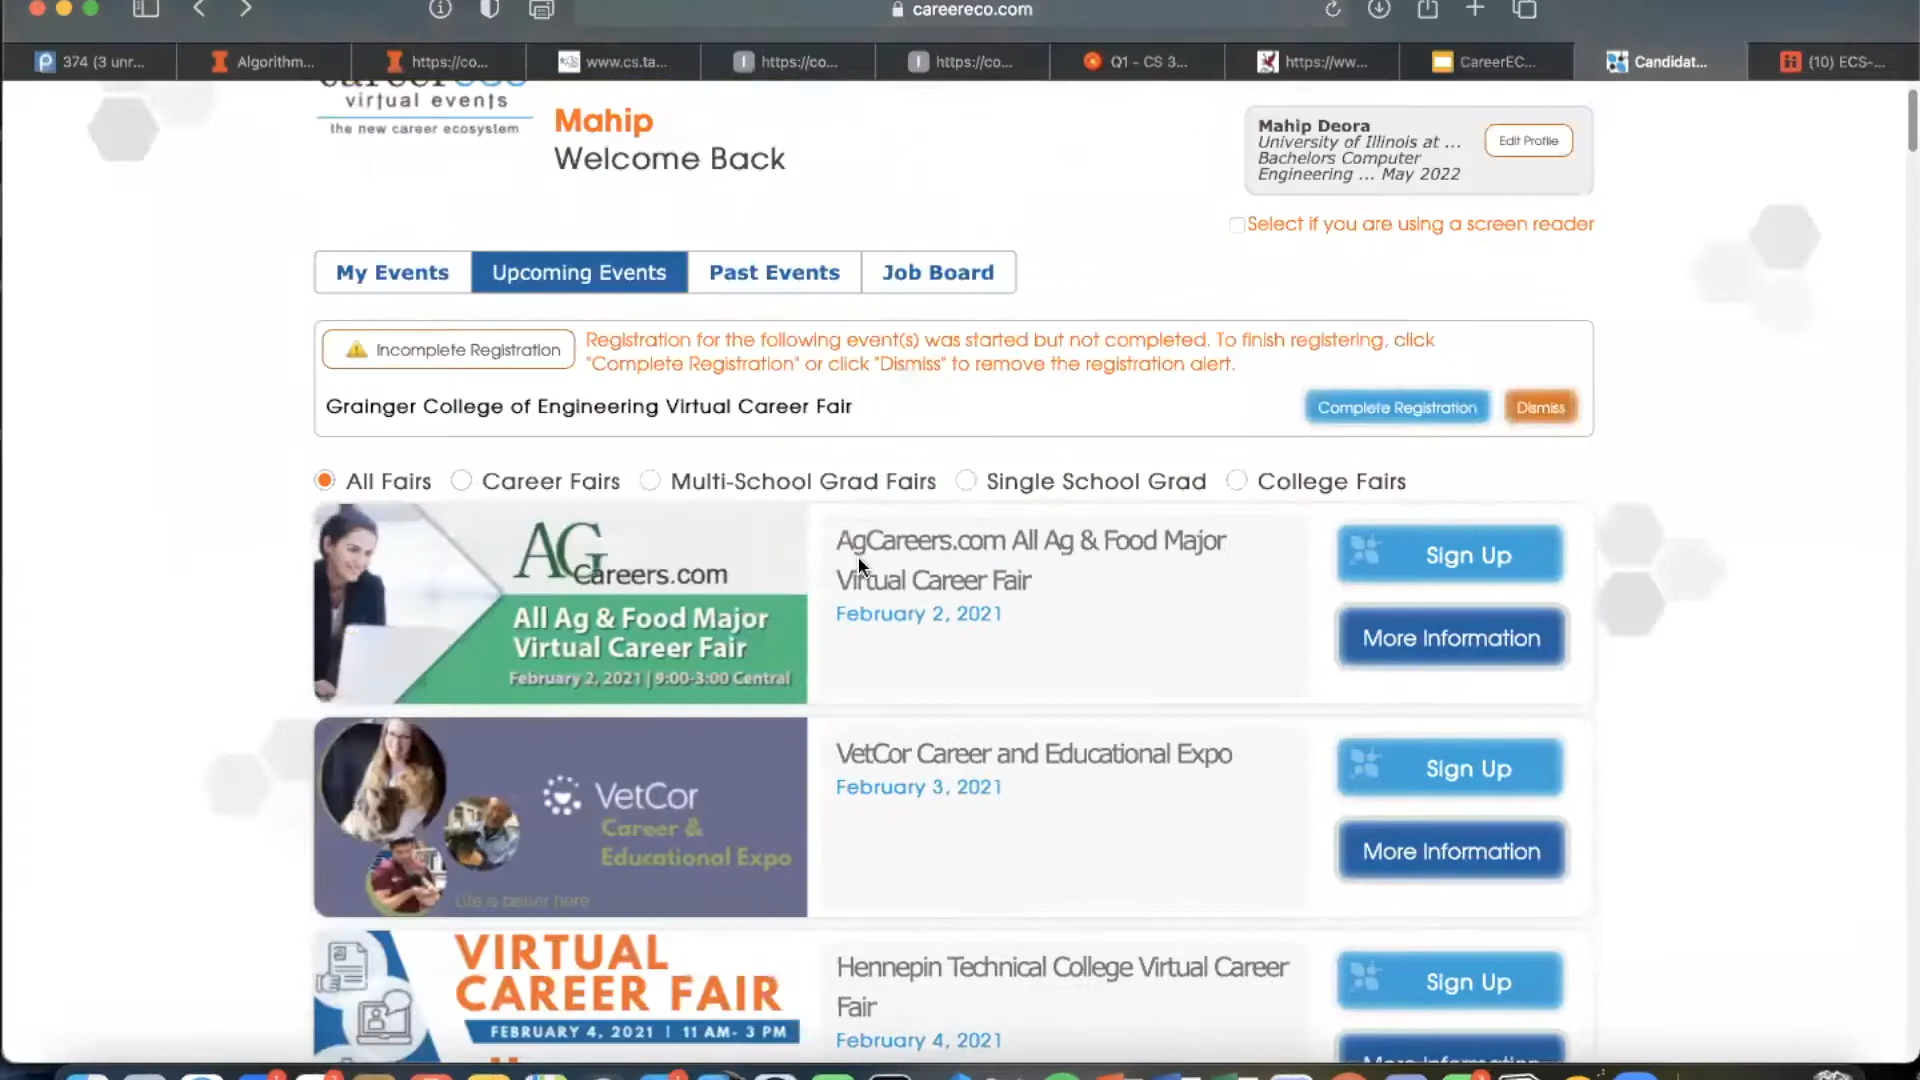 careereco.com
374 (3 unr...
Algorithm...
https://co...
www.cs.ta...
https://co...
https://co...
Q1 - CS 3...
https://ww...
CareerEC...
Candidat...
(10) ECS-...
virtual events
the new career ecosystem
Mahip
Welcome Back
Mahip Deora
University of Illinois at ...
Bachelors Computer
Engineering ... May 2022
Edit Profile
Select if you are using a screen reader
My Events
Upcoming Events
Past Events
Job Board
Incomplete Registration
Registration for the following event(s) was started but not completed. To finish registering, click
"Complete Registration" or click "Dismiss" to remove the registration alert.
Grainger College of Engineering Virtual Career Fair
Complete Registration
Dismiss
All Fairs
Career Fairs
Multi-School Grad Fairs
Single School Grad
College Fairs
AG
Careers.com
All Ag & Food Major
Virtual Career Fair
February 2, 2021 | 9:00-3:00 Central
AgCareers.com All Ag & Food Major
Virtual Career Fair
February 2, 2021
Sign Up
More Information
VetCor
Career &
Educational Expo
Life is better here
VetCor Career and Educational Expo
February 3, 2021
Sign Up
More Information
VIRTUAL
CAREER FAIR
FEBRUARY 4, 2021 | 11 AM- 3 PM
Hennepin Technical College Virtual Career
Fair
February 4, 2021
Sign Up
More Information